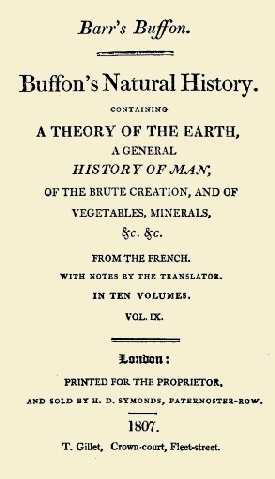 Barr's Buffon.
Buffon's Natural History.
CONTAINING
A THEORY OF THE EARTH,
A GENERAL
HISTORY OF MAN,
OF THE BRUTE CREATION, AND OF
VEGETABLES, MINERALS,
&c. &c.
FROM THE FRENCH.
WITH NOTES BY THE TRANSLATOR.
IN TEN VOLUMES.
VOL. IX.
London:
PRINTED FOR THE PROPRIETOR,
AND SOLD BY H. D. SYMONDS, PATERNOSTER-ROW.
1807.
T. Gillet, Crown-court, Fleet-street.